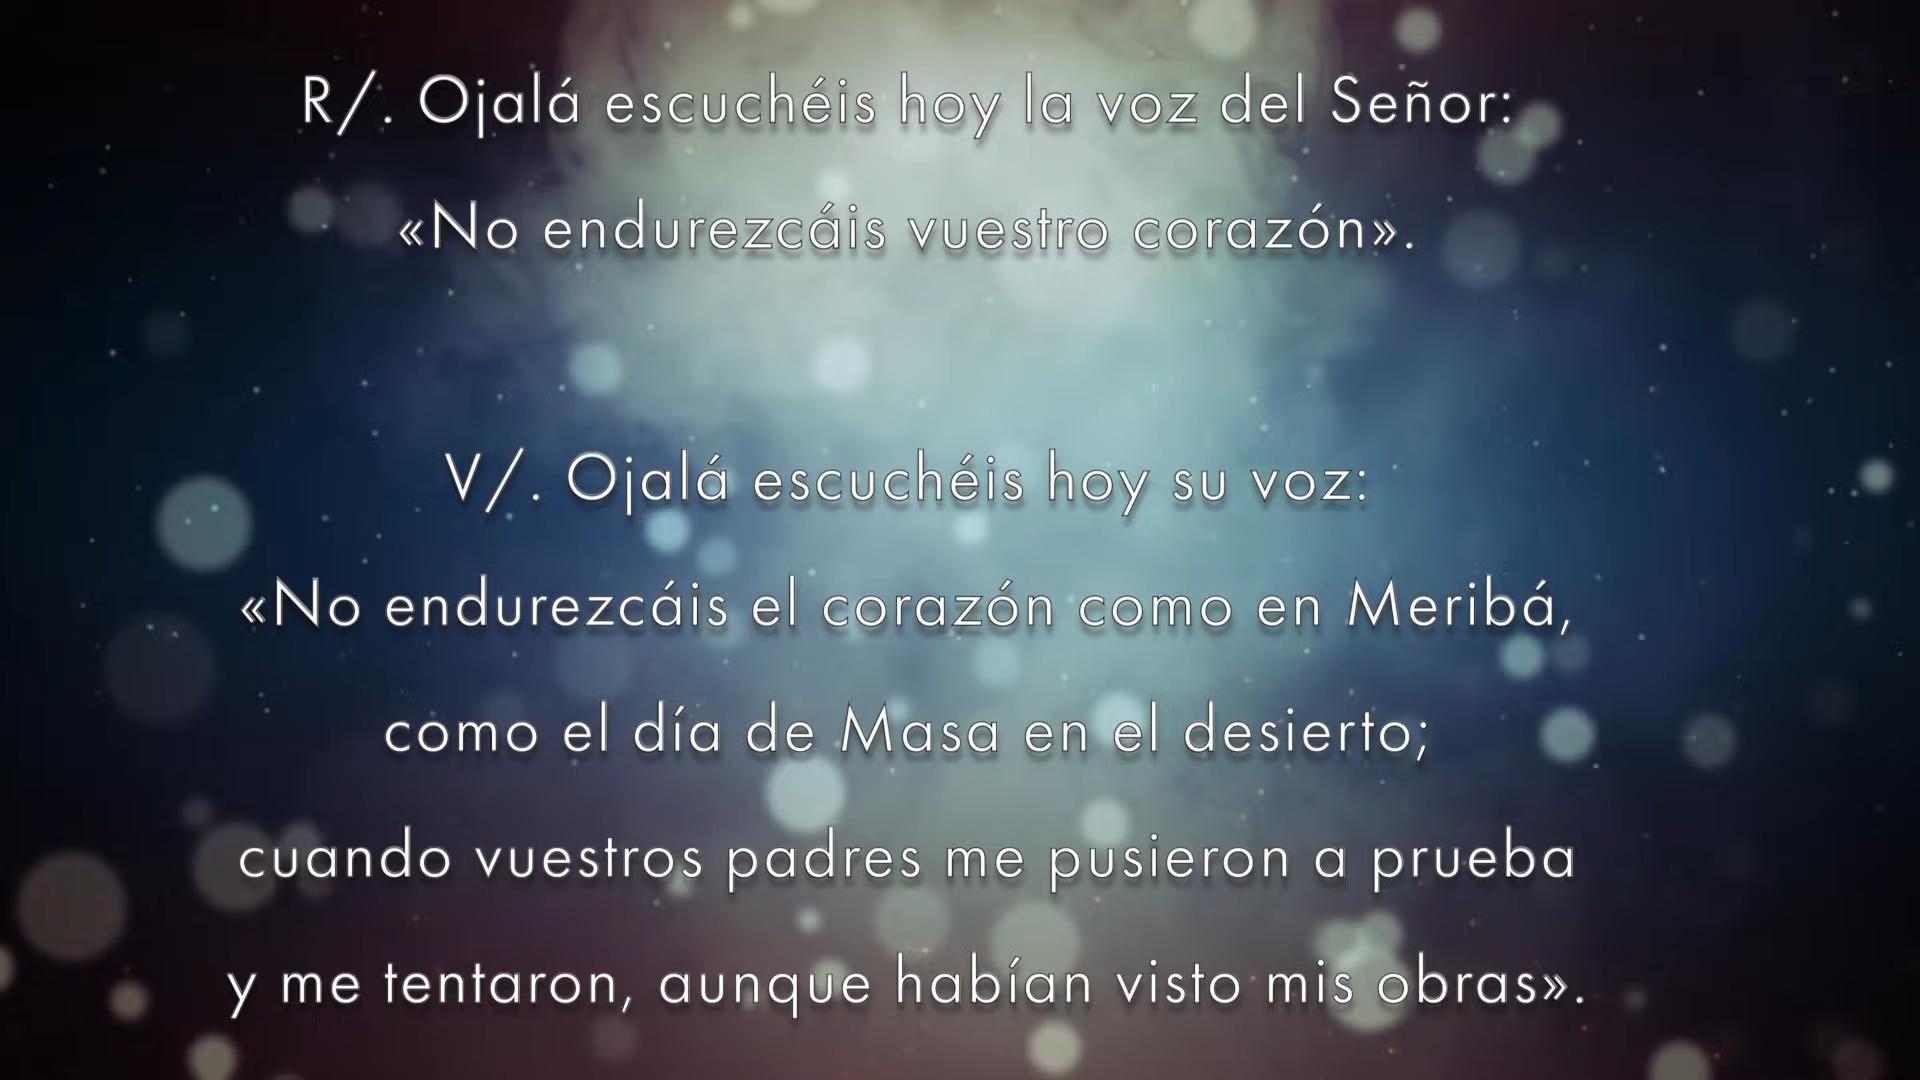 R/. Ojalá escuchéis hoy la voz del Señor:
«No endurezcáis vuestro corazón».
V/. Ojalá escuchéis hoy su voz:
«No endurezcáis el corazón como en Meribá,
como el día de Masa en el desierto;
cuando vuestros padres me pusieron a prueba
y me tentaron, aunque habían visto mis obras».